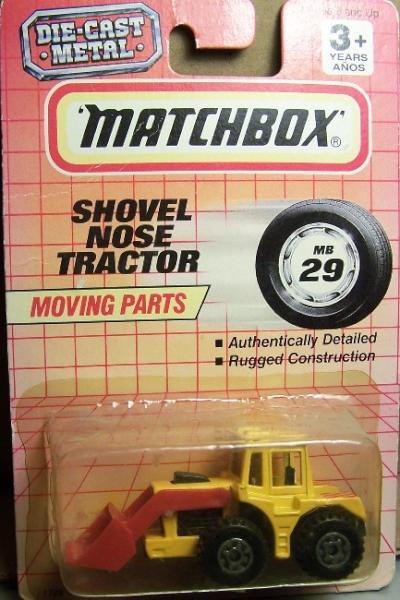 DIE-CAST
METAL
3+
YEARS
AÑOS
'MATCHBOX'®
SHOVEL
NOSE
TRACTOR
MB
29
MOVING PARTS
■ Authentically Detailed
■ Rugged Construction